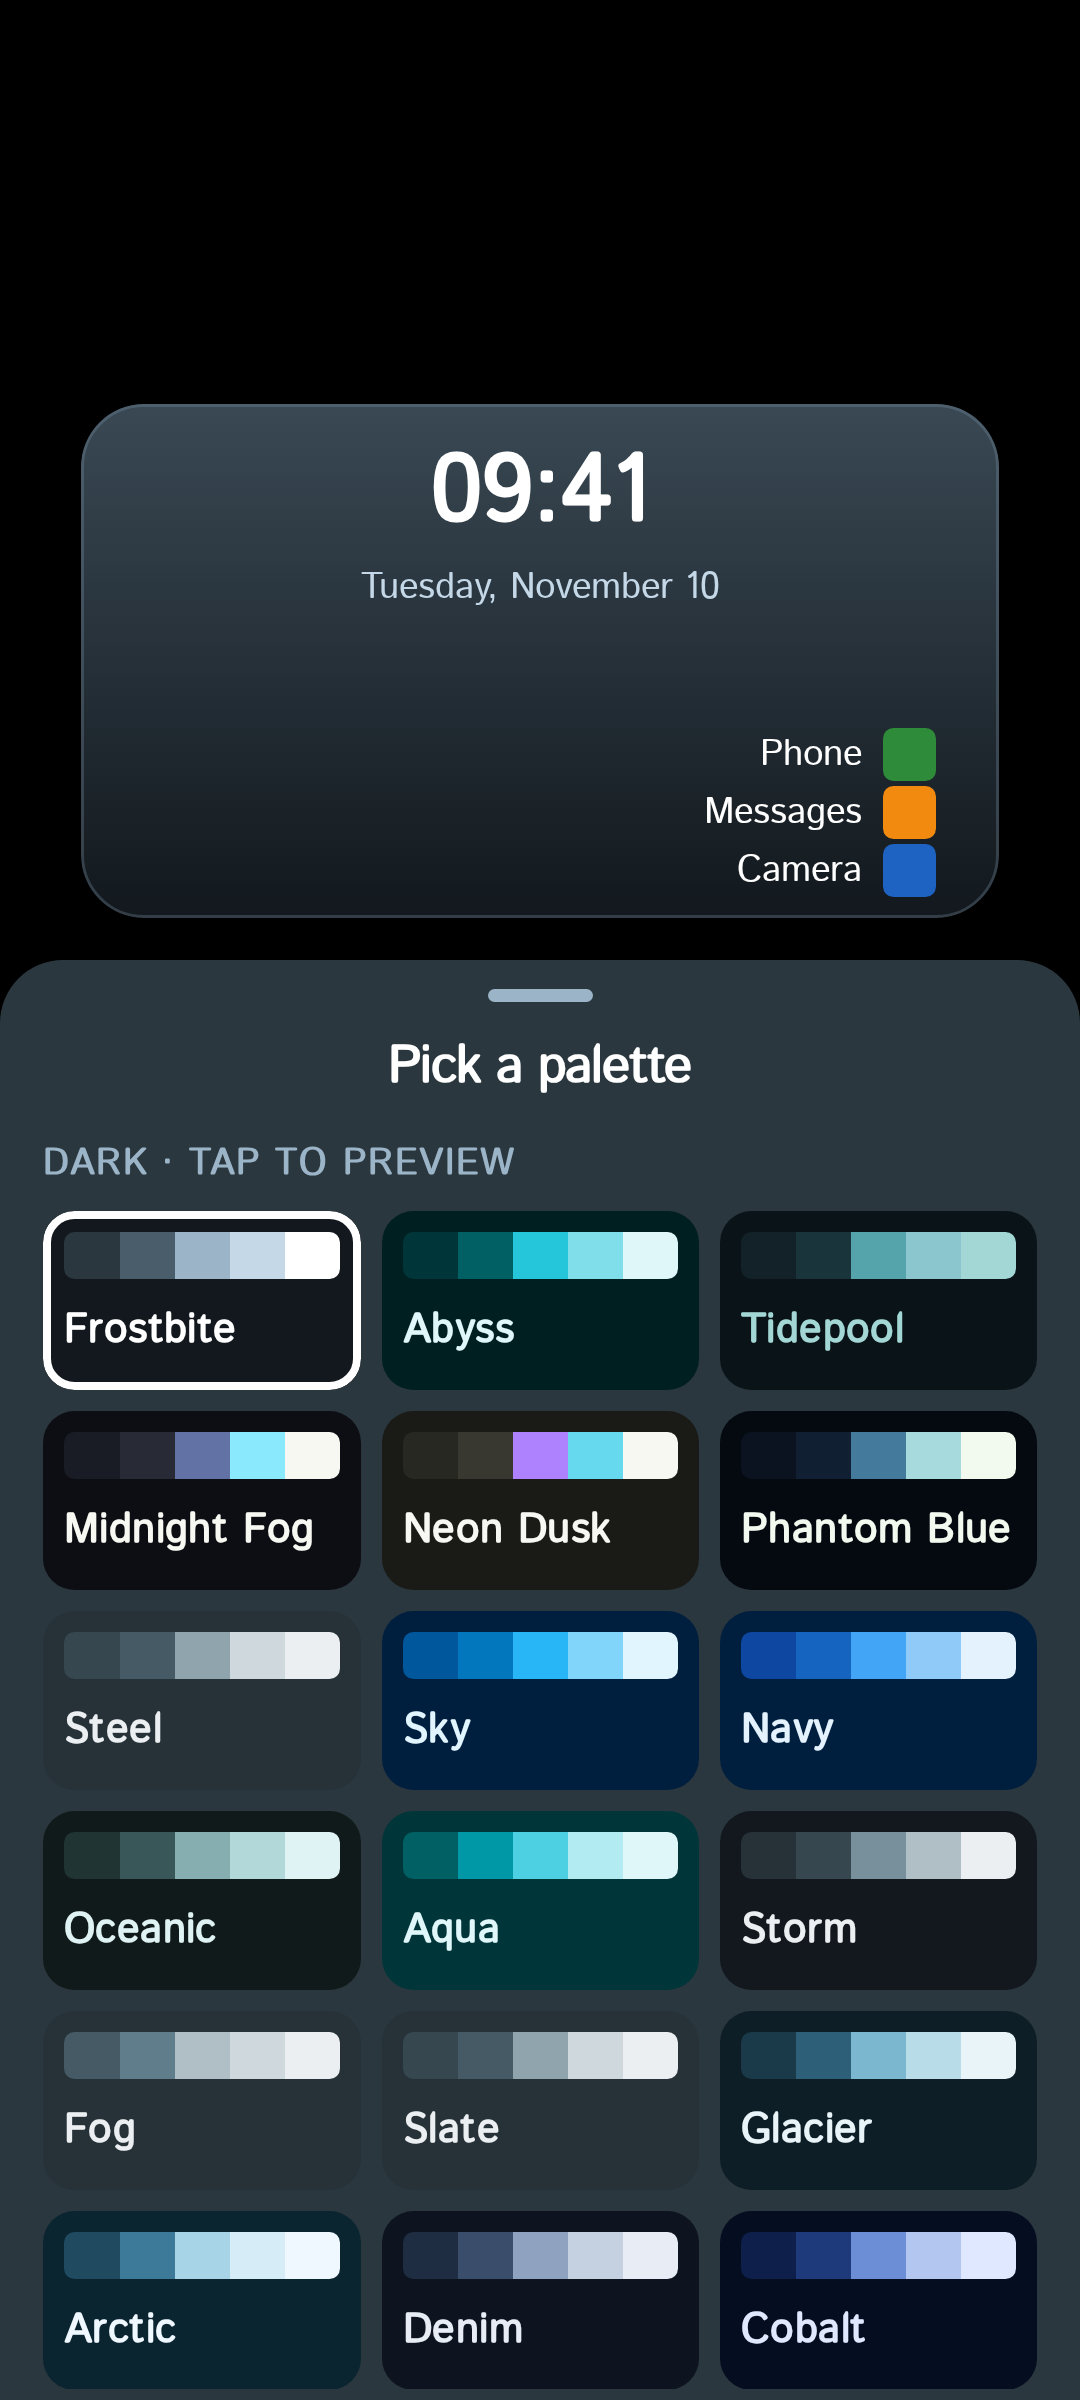 09:41
Tuesday, November 10
Phone
Messages
Camera
Pick a palette
DARK · TAP TO PREVIEW
Frostbite
Abyss
Tidepool
Midnight Fog
Neon Dusk
Phantom Blue
Steel
Sky
Navy
Oceanic
Aqua
Storm
Fog
Slate
Glacier
Arctic
Denim
Cobalt